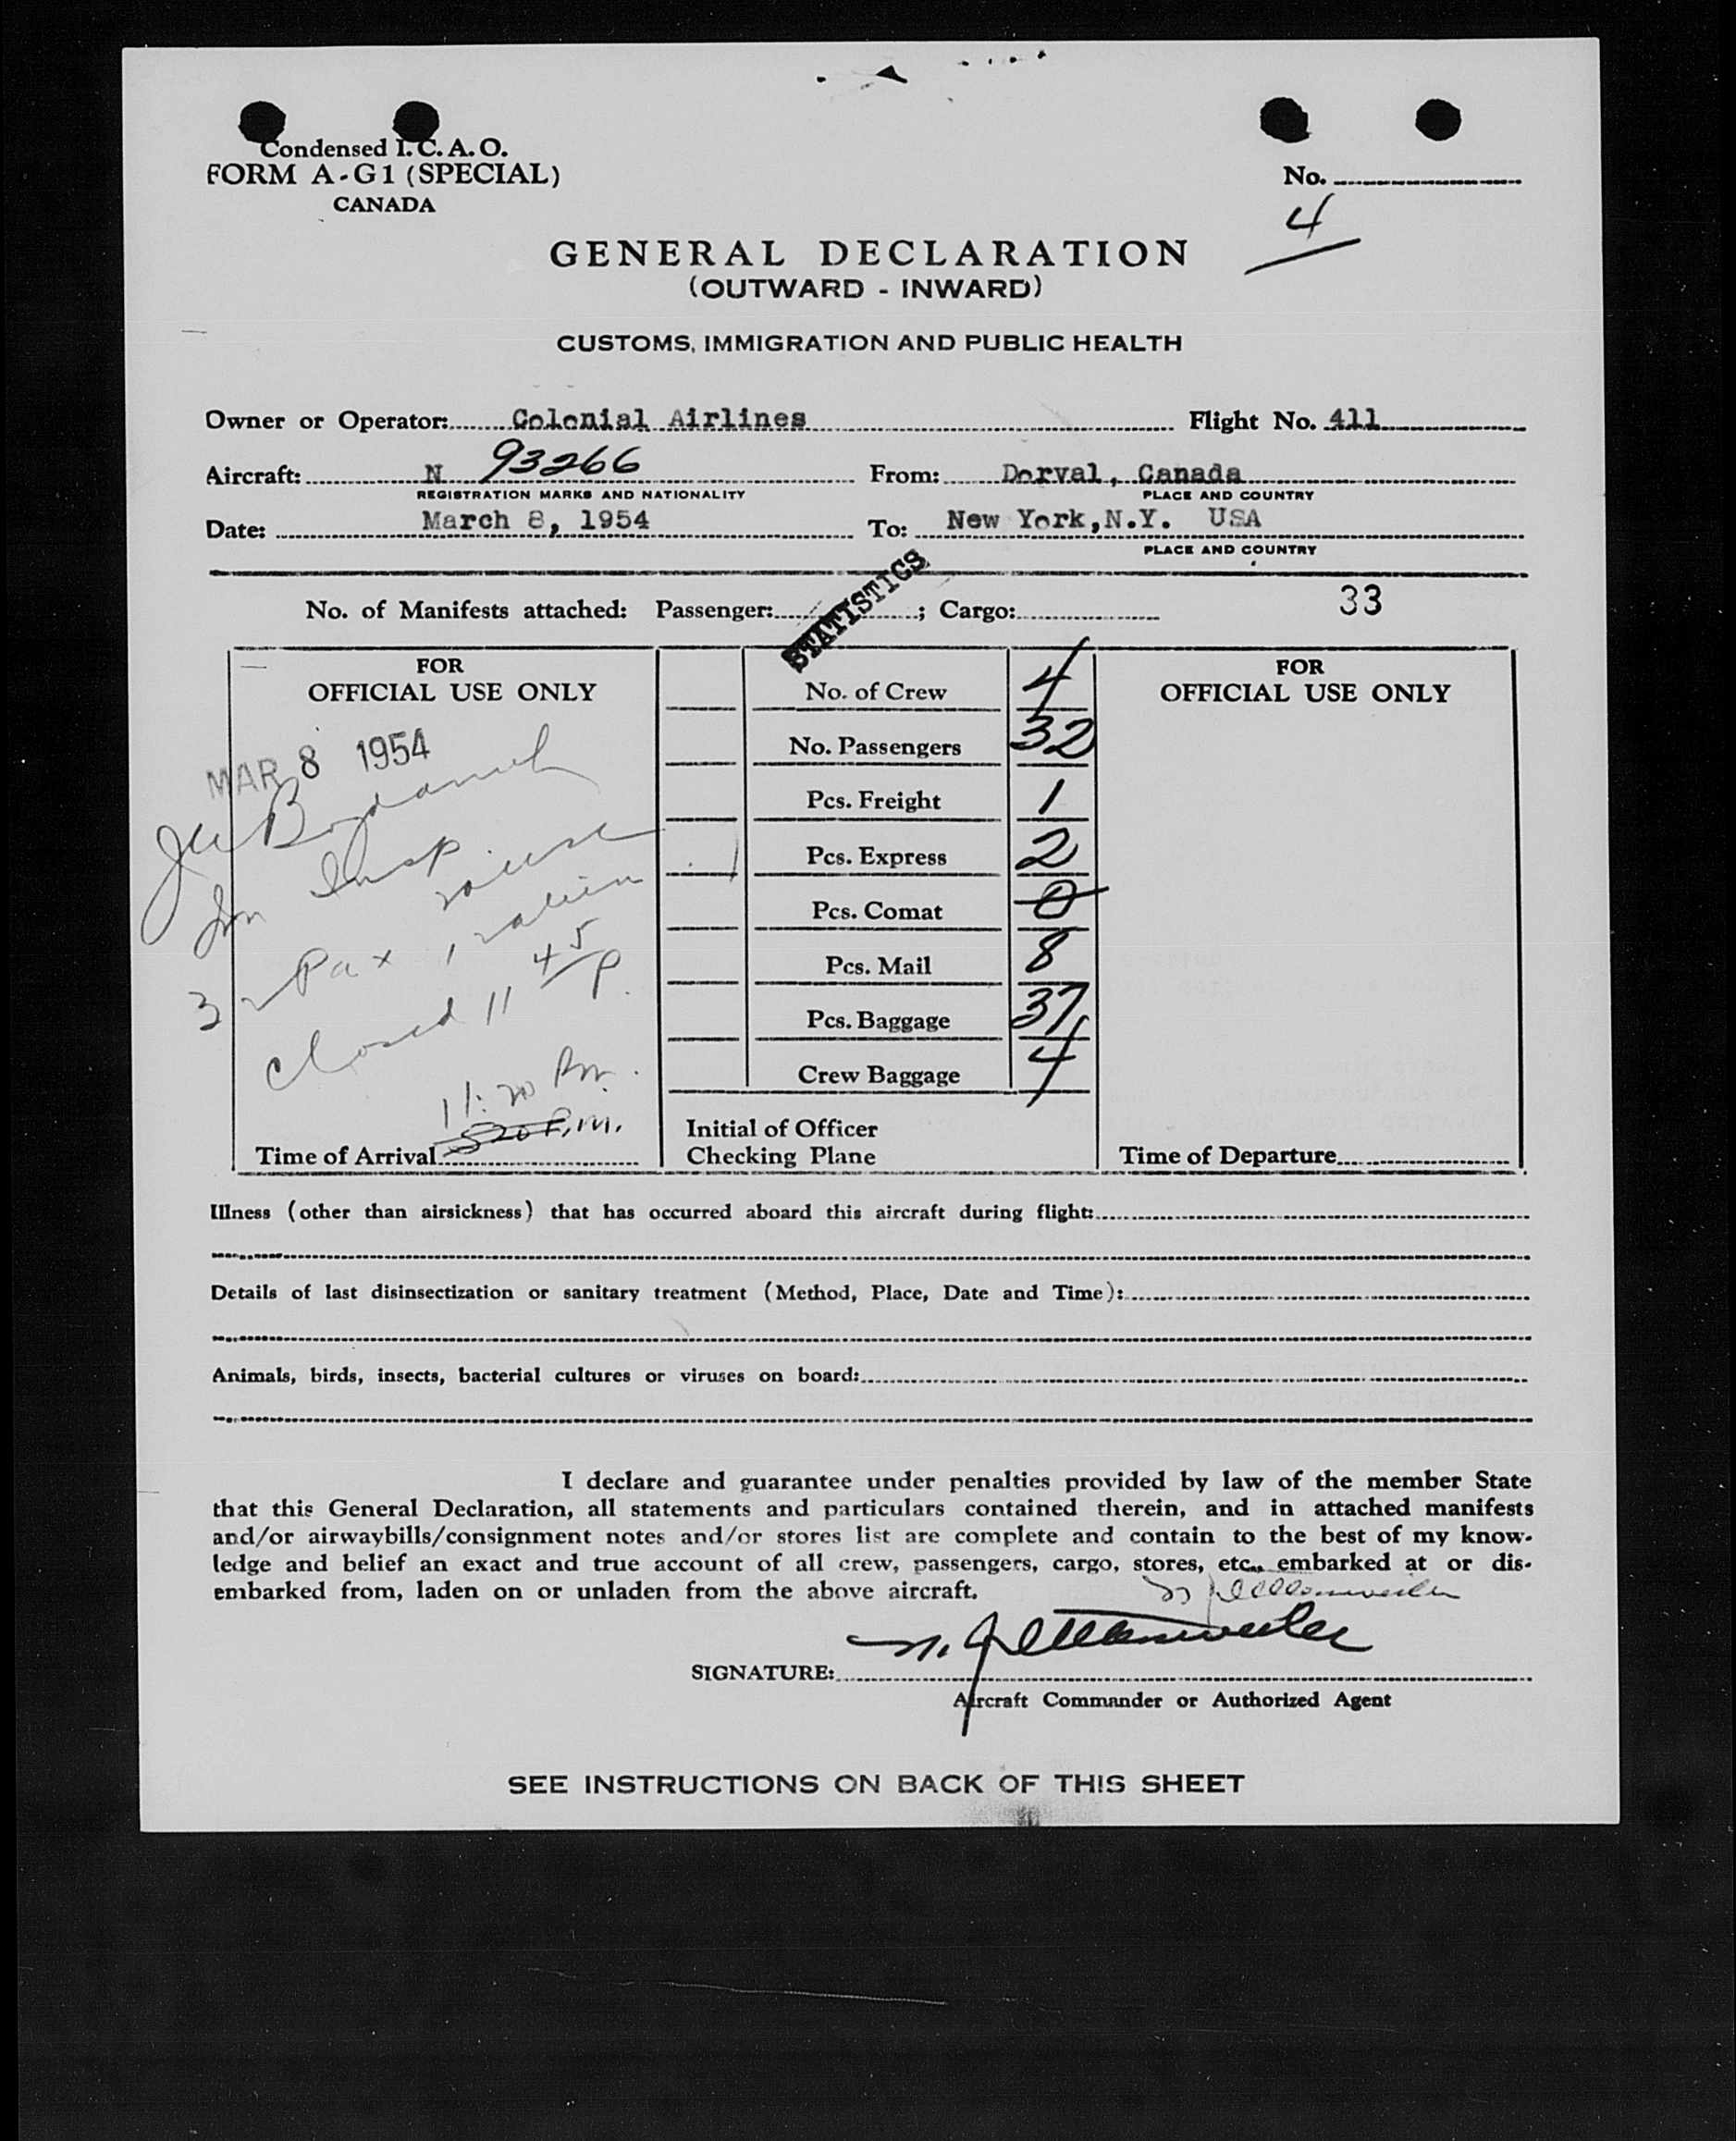 Condensed I.C.A.O.
FORM A-G1 (SPECIAL)
CANADA
No.
4
GENERAL DECLARATION
(OUTWARD - INWARD)
CUSTOMS, IMMIGRATION AND PUBLIC HEALTH
Owner or Operator: Colonial Airlines Flight No. 411
Aircraft: N 93266 From: Dorval, Canada
REGISTRATION MARKS AND NATIONALITY PLACE AND COUNTRY
Date: March 8, 1954 To: New York,N.Y. USA
PLACE AND COUNTRY
STATISTICS
No. of Manifests attached: Passenger: ; Cargo: 33
FOR
OFFICIAL USE ONLY
MAR 8 1954
Insp
Pax 1
Closed 11 45 P.
11:20 Pm.
520 P.M.
Time of Arrival
No. of Crew 4
No. Passengers 32
Pcs. Freight 1
Pcs. Express 2
Pcs. Comat 0
Pcs. Mail 8
Pcs. Baggage 37
Crew Baggage 4
Initial of Officer
Checking Plane
FOR
OFFICIAL USE ONLY
Time of Departure
Illness (other than airsickness) that has occurred aboard this aircraft during flight:
Details of last disinsectization or sanitary treatment (Method, Place, Date and Time):
Animals, birds, insects, bacterial cultures or viruses on board:
I declare and guarantee under penalties provided by law of the member State
that this General Declaration, all statements and particulars contained therein, and in attached manifests
and/or airwaybills/consignment notes and/or stores list are complete and contain to the best of my know-
ledge and belief an exact and true account of all crew, passengers, cargo, stores, etc., embarked at or dis-
embarked from, laden on or unladen from the above aircraft.
SIGNATURE:
Aircraft Commander or Authorized Agent
SEE INSTRUCTIONS ON BACK OF THIS SHEET